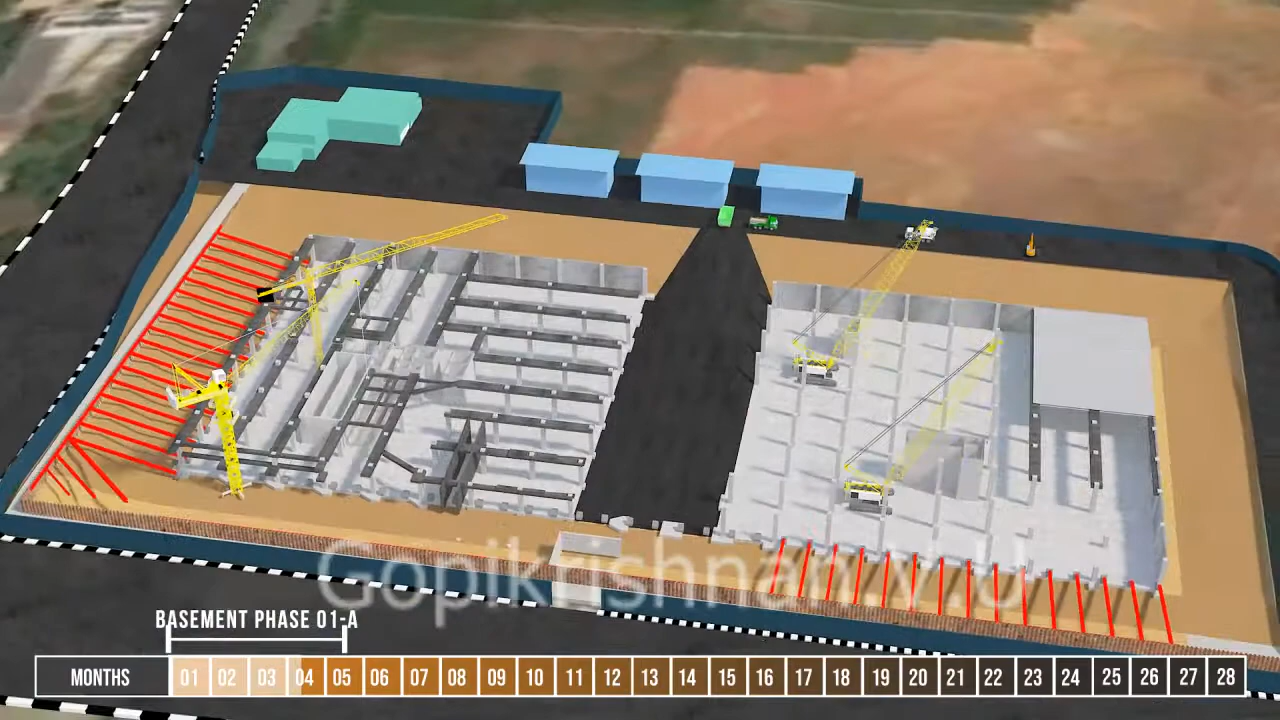 Gopikrishnan.V.U
BASEMENT PHASE 01-A
MONTHS 01 02 03 04 05 06 07 08 09 10 11 12 13 14 15 16 17 18 19 20 21 22 23 24 25 26 27 28